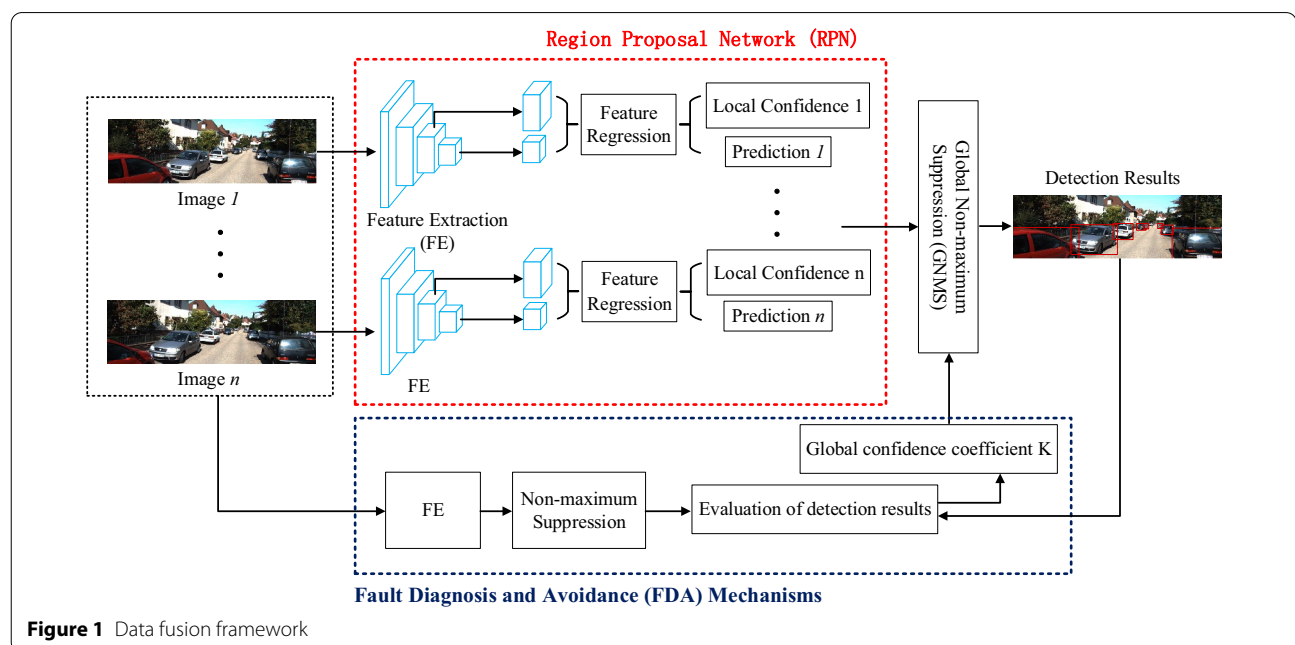 Region Proposal Network (RPN)
Image 1
Feature Extraction
(FE)
Feature
Regression
Local Confidence 1
Prediction 1
Image n
FE
Feature
Regression
Local Confidence n
Prediction n
Global Non-maximum
Suppression (GNMS)
Detection Results
FE
Non-maximum
Suppression
Evaluation of detection results
Global confidence coefficient K
Fault Diagnosis and Avoidance (FDA) Mechanisms
Figure 1 Data fusion framework